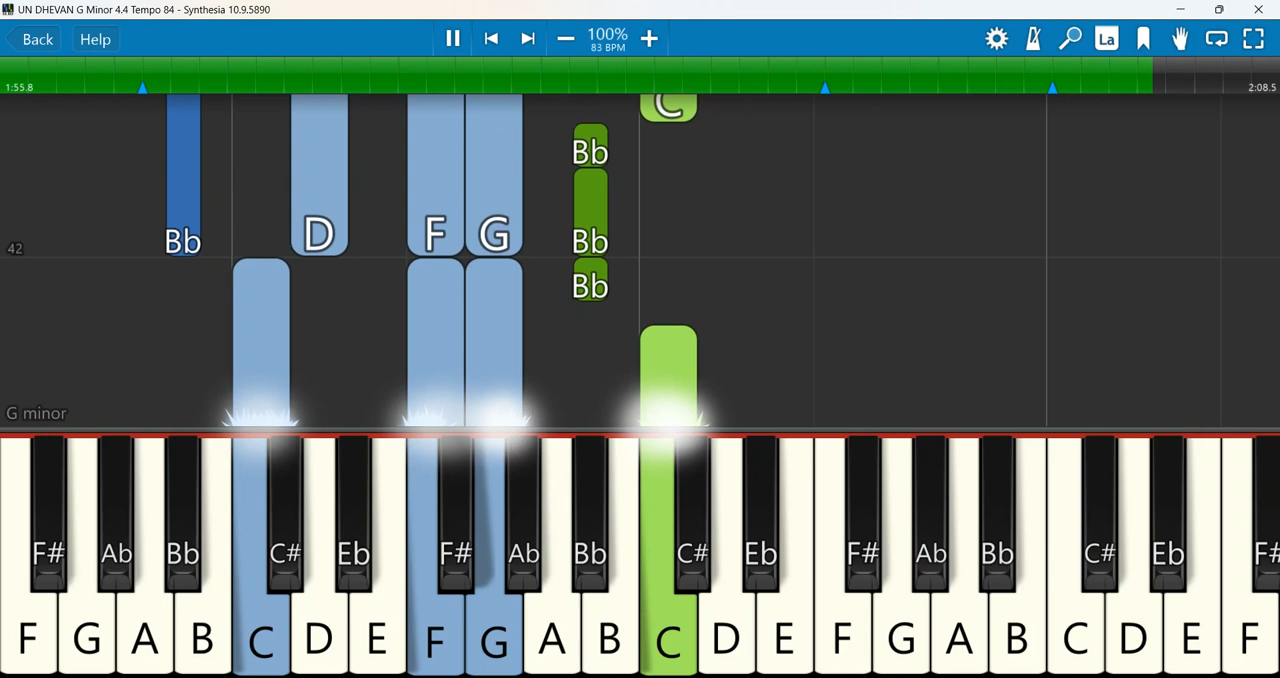 UN DHEVAN G Minor 4.4 Tempo 84 - Synthesia 10.9.5890
Back Help 100% La
83 BPM
1:55.8 2:08.5
C
Bb
Bb D F G Bb
42
Bb
G minor
F# Ab Bb C# Eb F# Ab Bb C# Eb F# Ab Bb C# Eb F#
F G A B C D E F G A B C D E F G A B C D E F